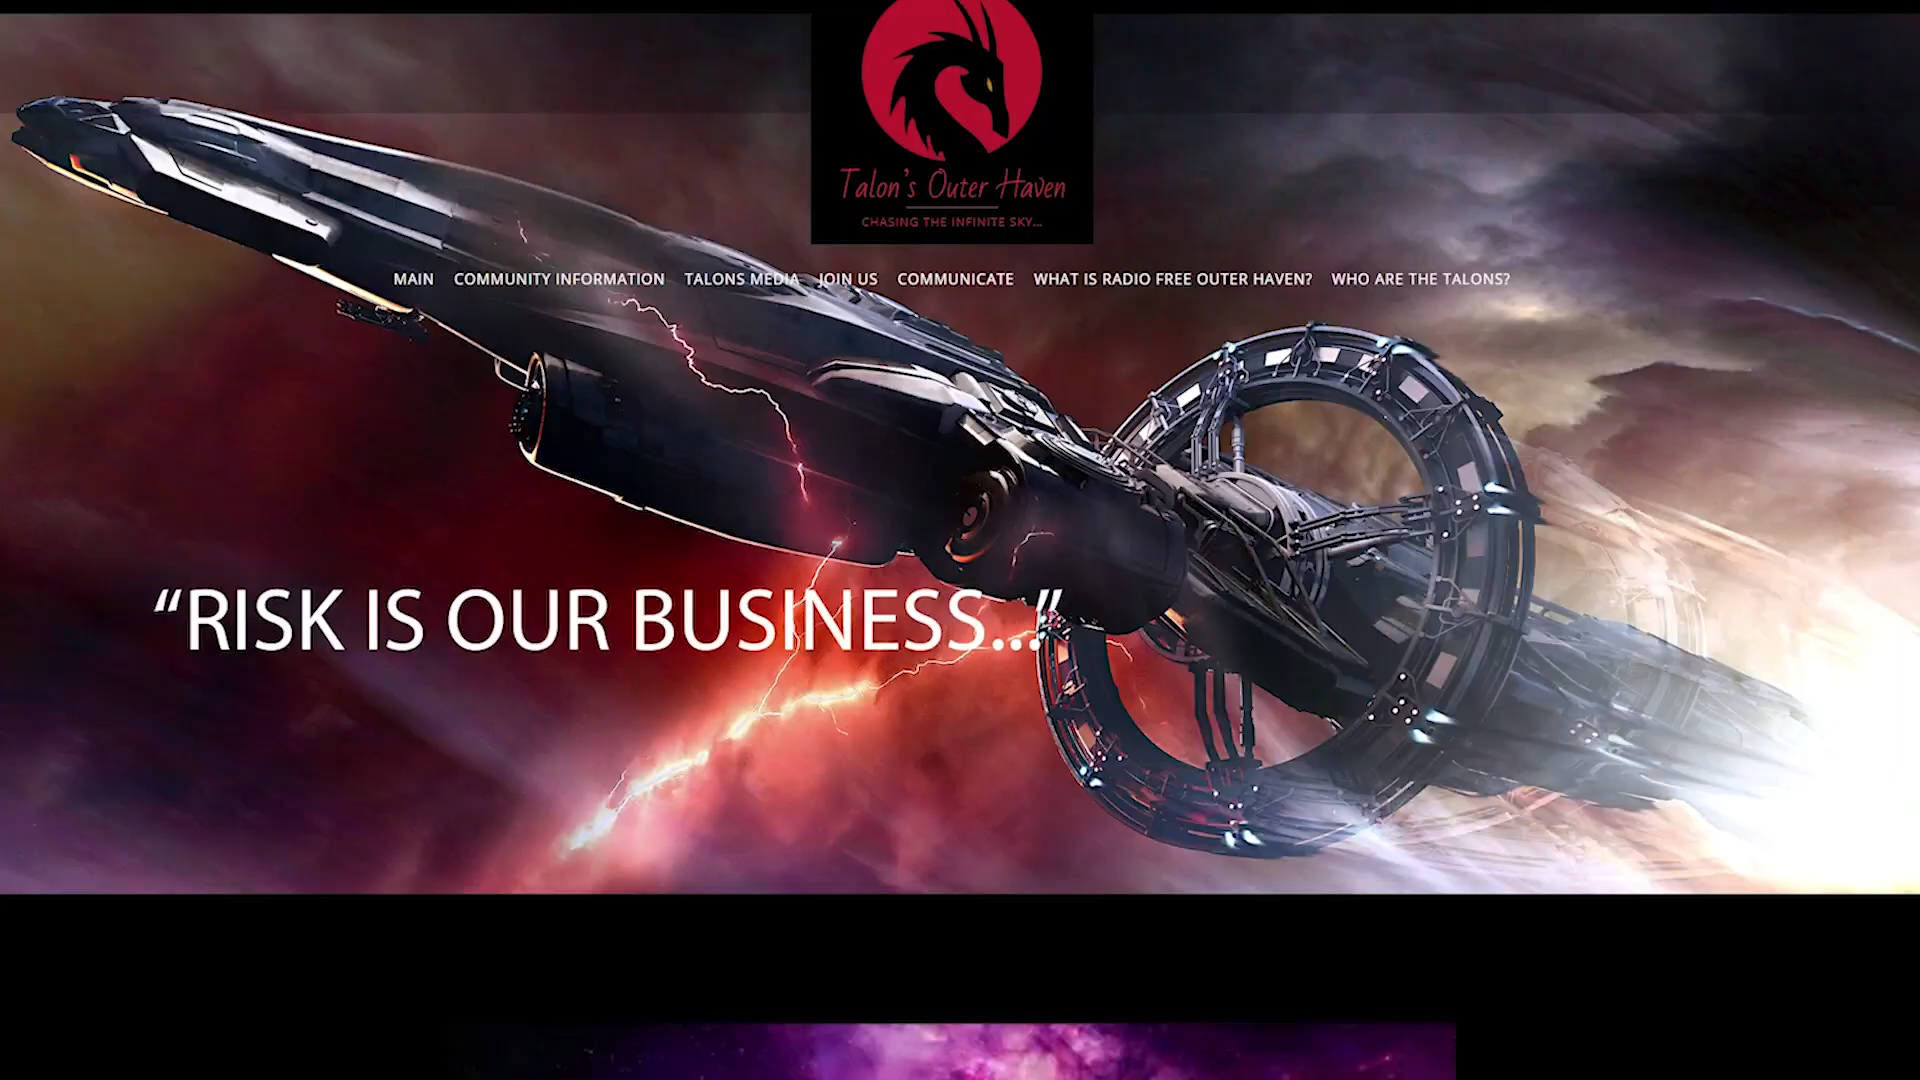 Talon's Outer Haven
CHASING THE INFINITE SKY...
MAIN COMMUNITY INFORMATION TALONS MEDIA JOIN US COMMUNICATE WHAT IS RADIO FREE OUTER HAVEN? WHO ARE THE TALONS?
“RISK IS OUR BUSINESS...”